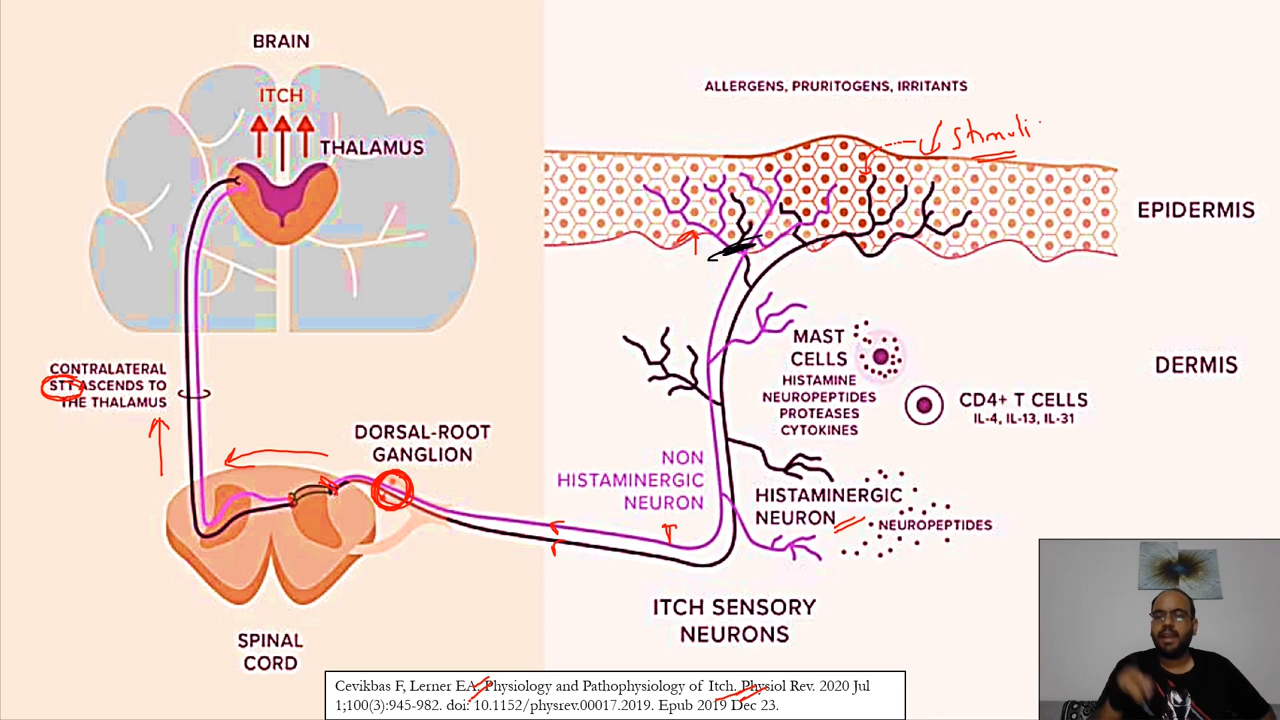 BRAIN
ITCH
THALAMUS
CONTRALATERAL
STT ASCENDS TO
THE THALAMUS
DORSAL-ROOT
GANGLION
SPINAL
CORD
ALLERGENS, PRURITOGENS, IRRITANTS
stimuli
EPIDERMIS
MAST
CELLS
HISTAMINE
NEUROPEPTIDES
PROTEASES
CYTOKINES
DERMIS
CD4+ T CELLS
IL-4, IL-13, IL-31
NON
HISTAMINERGIC
NEURON
HISTAMINERGIC
NEURON
NEUROPEPTIDES
ITCH SENSORY
NEURONS
Cevikbas F, Lerner EA. Physiology and Pathophysiology of Itch. Physiol Rev. 2020 Jul
1;100(3):945-982. doi: 10.1152/physrev.00017.2019. Epub 2019 Dec 23.